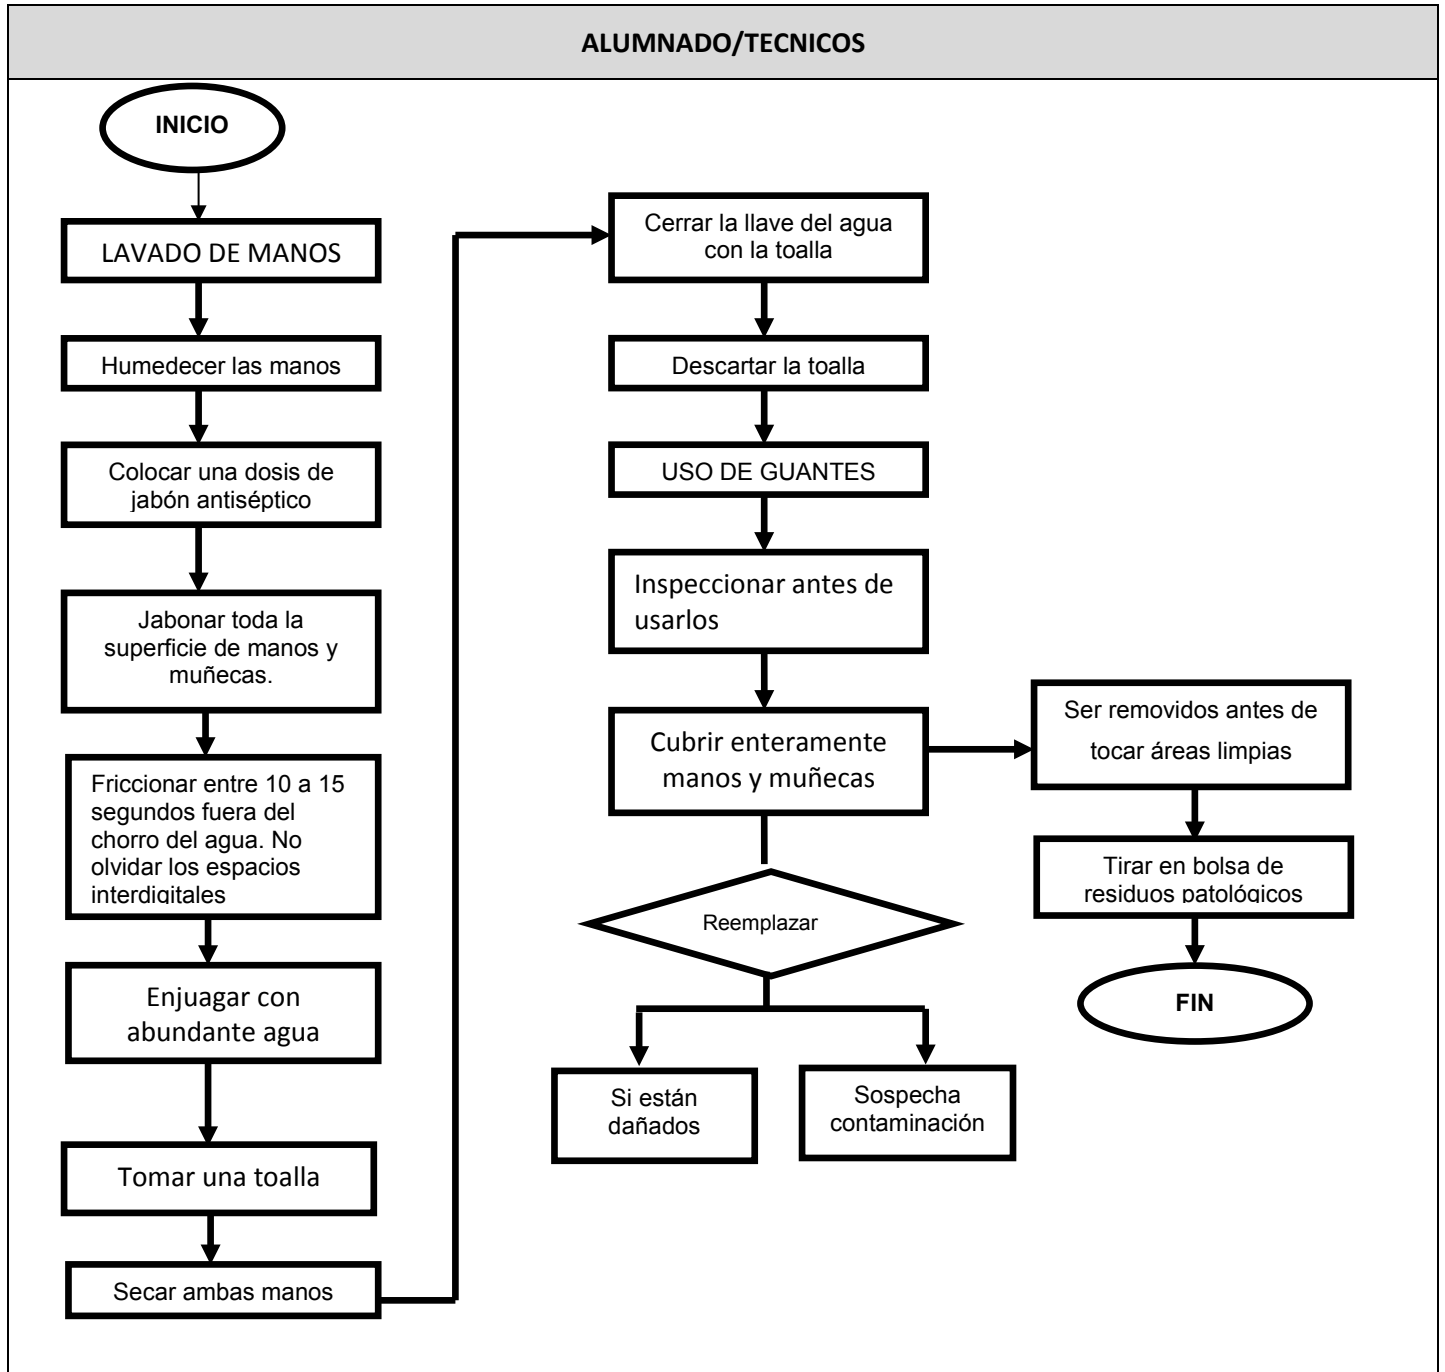 ALUMNADO/TECNICOS
INICIO
LAVADO DE MANOS
Humedecer las manos
Colocar una dosis de
jabón antiséptico
Jabonar toda la
superficie de manos y
muñecas.
Friccionar entre 10 a 15
segundos fuera del
chorro del agua. No
olvidar los espacios
interdigitales
Enjuagar con
abundante agua
Tomar una toalla
Secar ambas manos
Cerrar la llave del agua
con la toalla
Descartar la toalla
USO DE GUANTES
Inspeccionar antes de
usarlos
Cubrir enteramente
manos y muñecas
Reemplazar
Si están
dañados
Sospecha
contaminación
Ser removidos antes de
tocar áreas limpias
Tirar en bolsa de
residuos patológicos
FIN